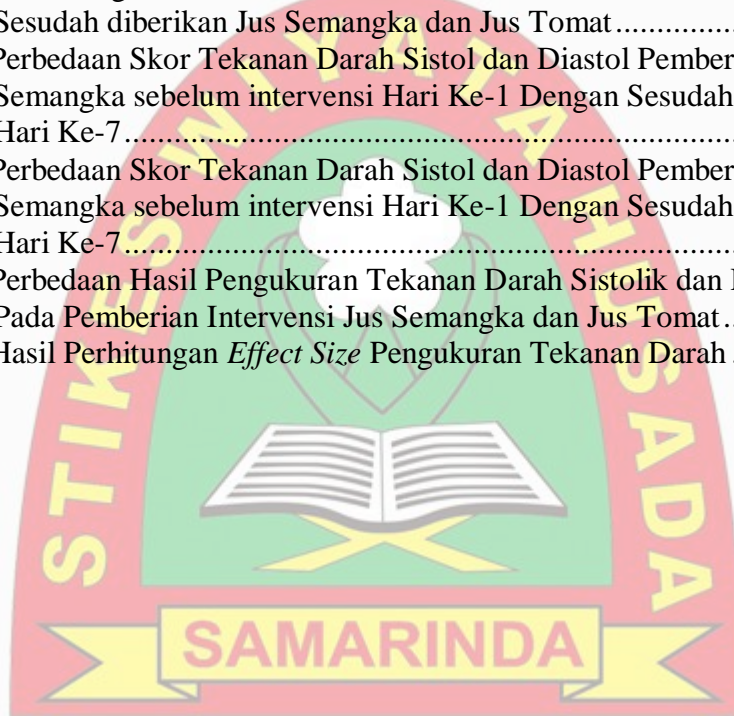 Sesudah diberikan Jus Semangka dan Jus Tomat................
Perbedaan Skor Tekanan Darah Sistol dan Diastol
Semangka sebelum intervensi Hari Ke-1 Dengan Sesudah
Hari Ke-7................................................................................
Perbedaan Skor Tekanan Darah Sistol dan Diastol
Semangka sebelum intervensi Hari Ke-1 Dengan Sesudah
Hari Ke-7................................................................................
Perbedaan Hasil Pengukuran Tekanan Darah Sistolik dan
Pada Pemberian Intervensi Jus Semangka dan Jus Tomat..
Hasil Perhitungan Effect Size Pengukuran Tekanan Darah .
STIKES WIYATA HUSADA
SAMARINDA